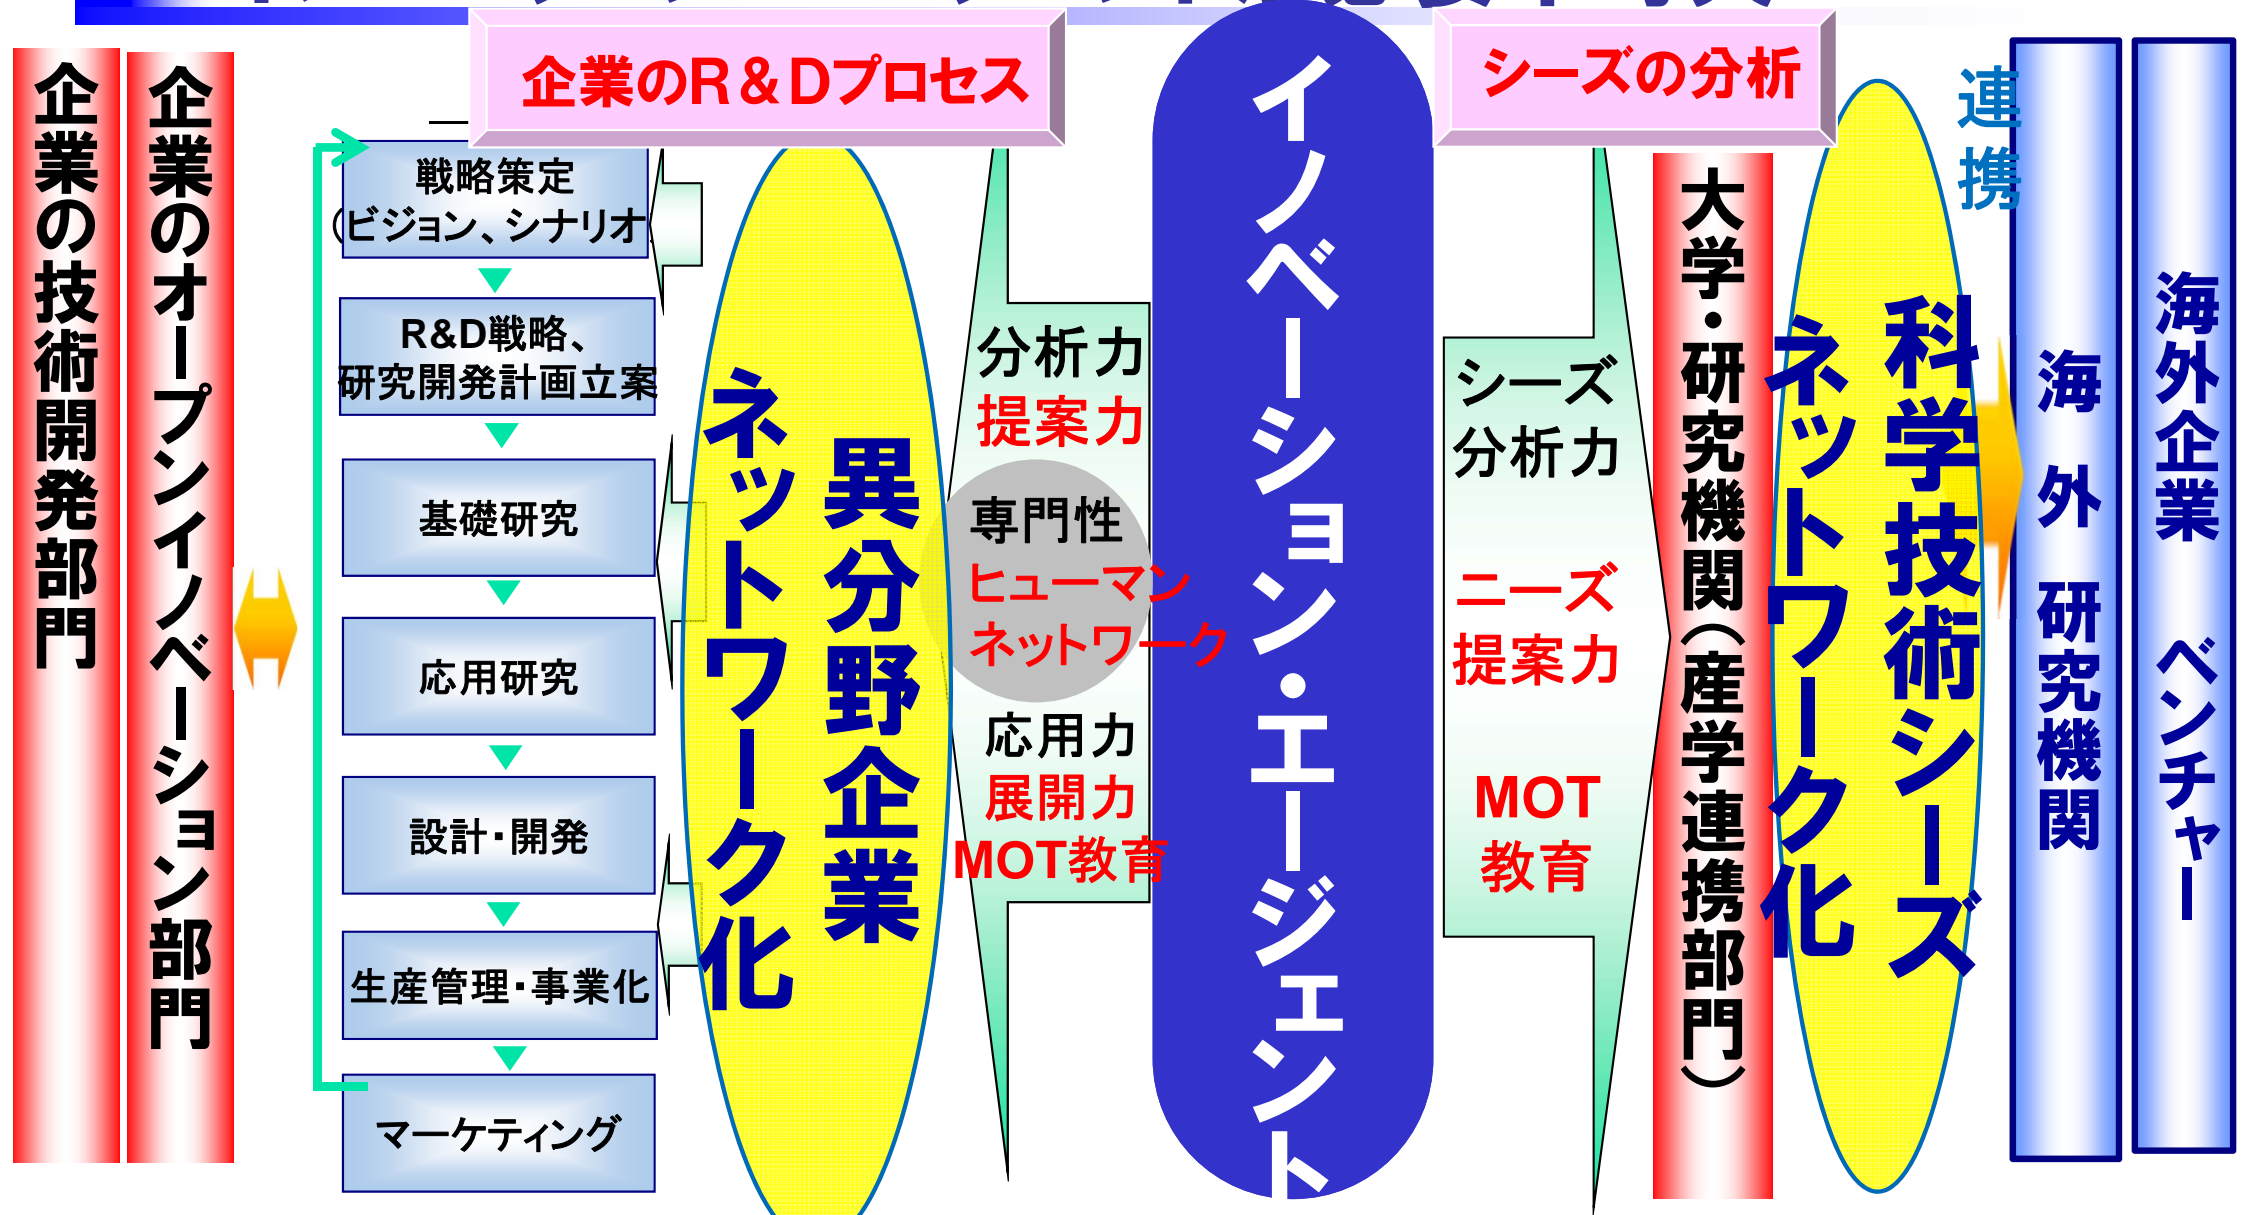 企業のR&Dプロセス
シーズの分析
企業の技術開発部門
企業のオープンイノベーション部門
戦略策定
(ビジョン、シナリオ
R&D戦略、
研究開発計画立案
基礎研究
応用研究
設計・開発
生産管理・事業化
マーケティング
異分野企業
ネットワーク化
分析力
提案力
専門性
ヒューマン
ネットワーク
応用力
展開力
MOT教育
イノベーション・エージェント
シーズ
分析力
ニーズ
提案力
MOT
教育
大学・研究機関(産学連携部門)
科学技術シーズ
ネットワーク化
連携
海外研究機関
海外企業 ベンチャー